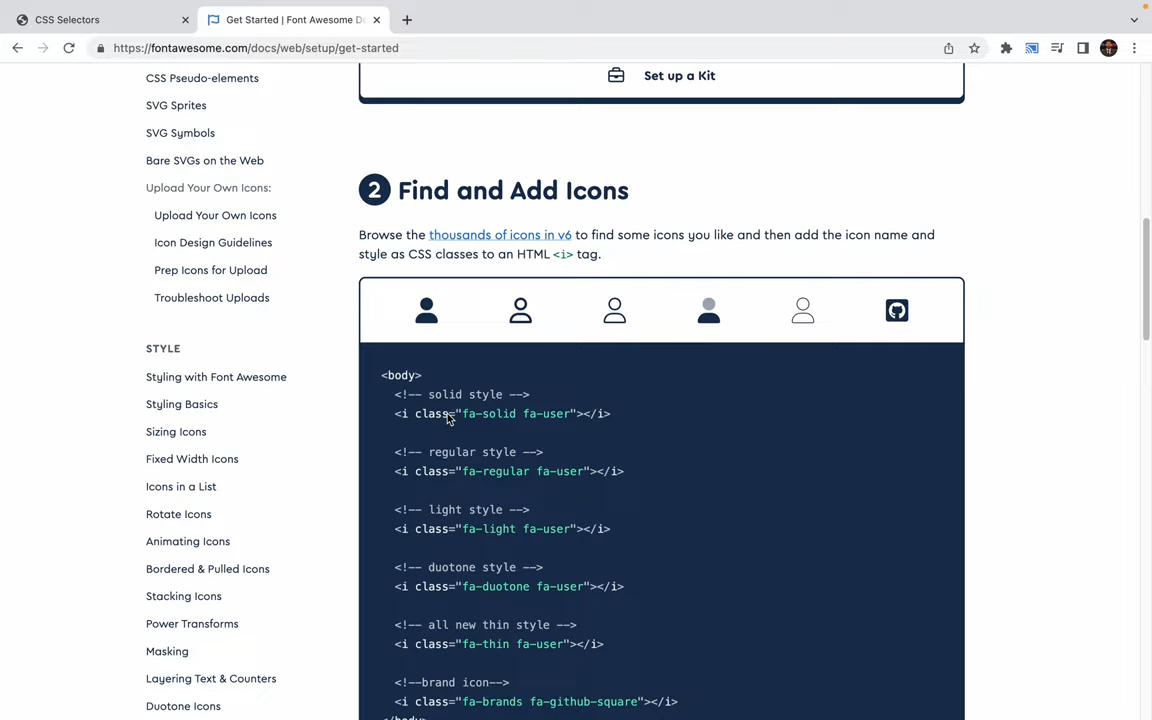 CSS Selectors
Get Started | Font Awesome D
https://fontawesome.com/docs/web/setup/get-started
CSS Pseudo-elements
SVG Sprites
SVG Symbols
Bare SVGs on the Web
Upload Your Own Icons:
Upload Your Own Icons
Icon Design Guidelines
Prep Icons for Upload
Troubleshoot Uploads
STYLE
Styling with Font Awesome
Styling Basics
Sizing Icons
Fixed Width Icons
Icons in a List
Rotate Icons
Animating Icons
Bordered & Pulled Icons
Stacking Icons
Power Transforms
Masking
Layering Text & Counters
Duotone Icons
Set up a Kit
2 Find and Add Icons
Browse the thousands of icons in v6 to find some icons you like and then add the icon name and
style as CSS classes to an HTML <i> tag.
<body>
<!-- solid style -->
<i class="fa-solid fa-user"></i>
<!-- regular style -->
<i class="fa-regular fa-user"></i>
<!-- light style -->
<i class="fa-light fa-user"></i>
<!-- duotone style -->
<i class="fa-duotone fa-user"></i>
<!-- all new thin style -->
<i class="fa-thin fa-user"></i>
<!--brand icon-->
<i class="fa-brands fa-github-square"></i>
</body>